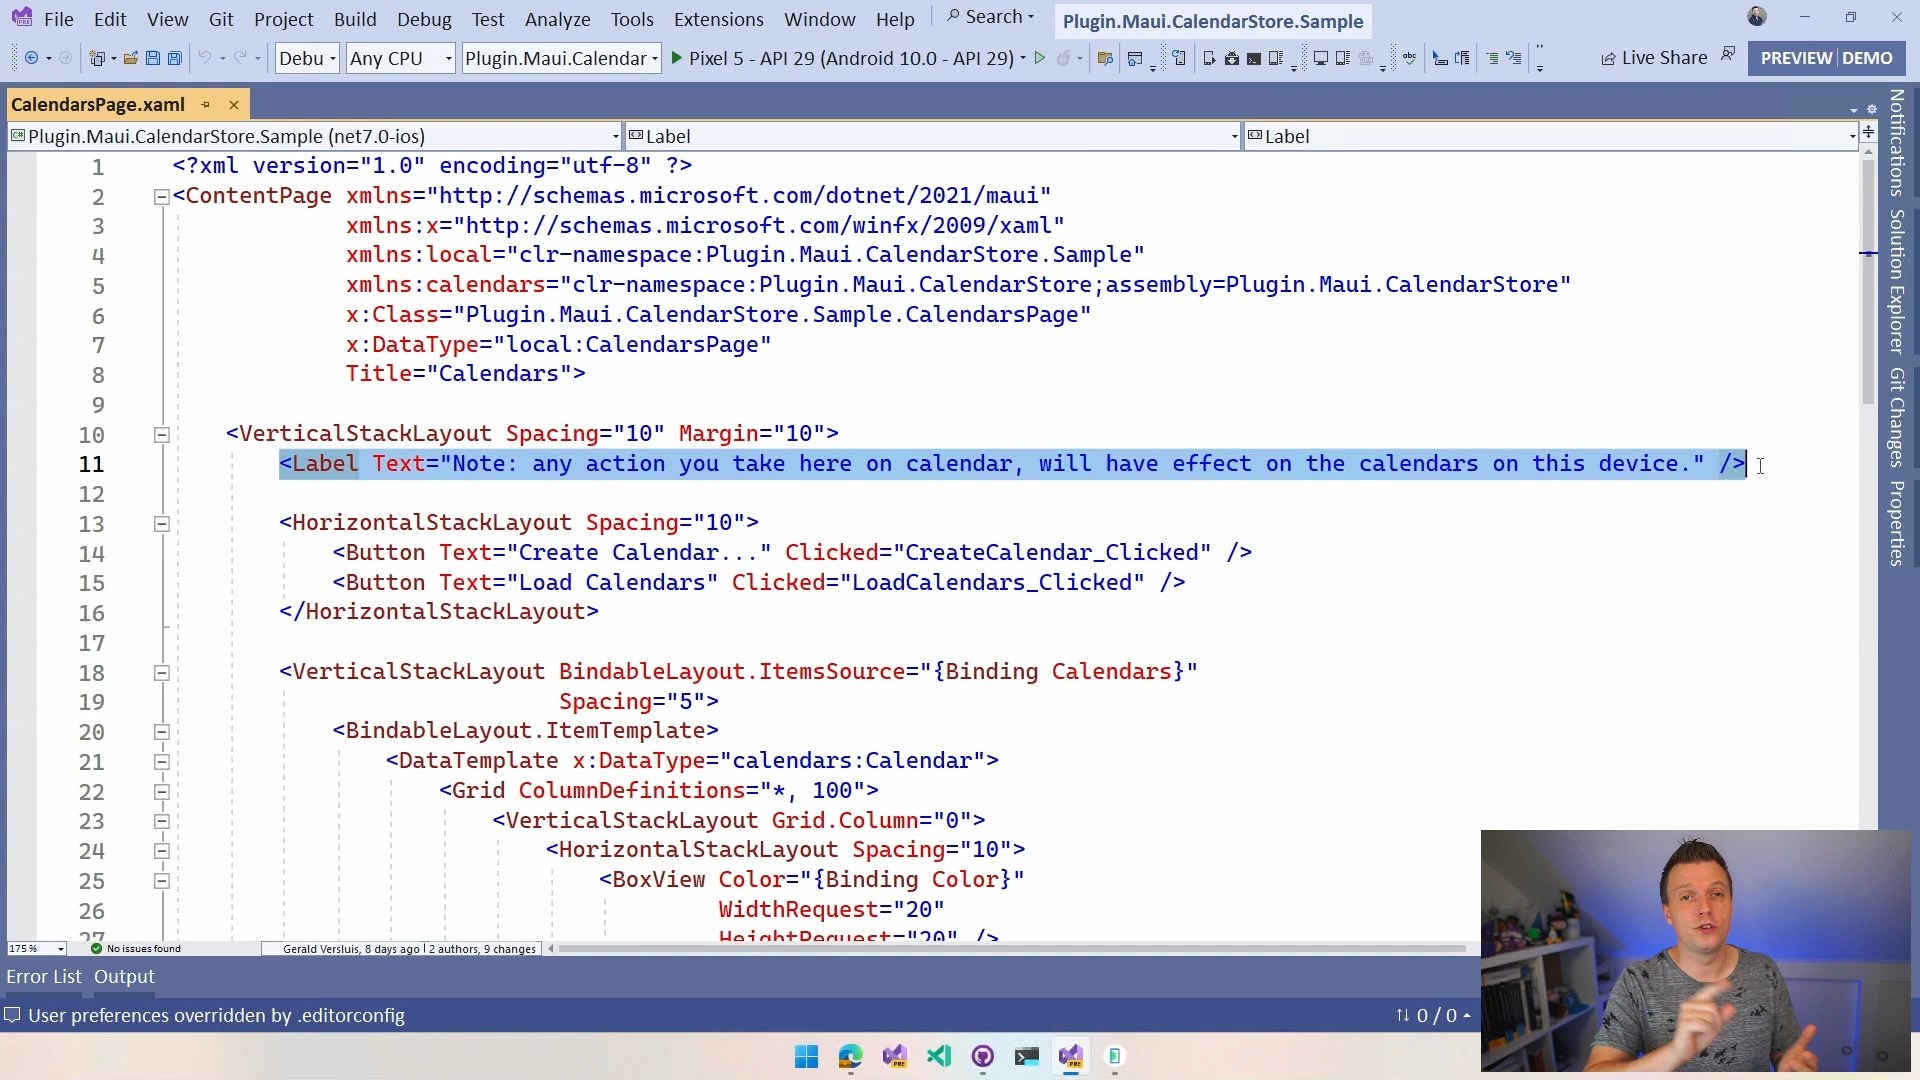 File Edit View Git Project Build Debug Test Analyze Tools Extensions Window Help Search Plugin.Maui.CalendarStore.Sample
Debu Any CPU Plugin.Maui.Calendar Pixel 5 - API 29 (Android 10.0 - API 29) Live Share PREVIEW DEMO
CalendarsPage.xaml
Plugin.Maui.CalendarStore.Sample (net7.0-ios) Label Label
1 <?xml version="1.0" encoding="utf-8" ?>
2 <ContentPage xmlns="http://schemas.microsoft.com/dotnet/2021/maui"
3 xmlns:x="http://schemas.microsoft.com/winfx/2009/xaml"
4 xmlns:local="clr-namespace:Plugin.Maui.CalendarStore.Sample"
5 xmlns:calendars="clr-namespace:Plugin.Maui.CalendarStore;assembly=Plugin.Maui.CalendarStore"
6 x:Class="Plugin.Maui.CalendarStore.Sample.CalendarsPage"
7 x:DataType="local:CalendarsPage"
8 Title="Calendars">
9
10 <VerticalStackLayout Spacing="10" Margin="10">
11 <Label Text="Note: any action you take here on calendar, will have effect on the calendars on this device." />
12
13 <HorizontalStackLayout Spacing="10">
14 <Button Text="Create Calendar..." Clicked="CreateCalendar_Clicked" />
15 <Button Text="Load Calendars" Clicked="LoadCalendars_Clicked" />
16 </HorizontalStackLayout>
17
18 <VerticalStackLayout BindableLayout.ItemsSource="{Binding Calendars}"
19 Spacing="5">
20 <BindableLayout.ItemTemplate>
21 <DataTemplate x:DataType="calendars:Calendar">
22 <Grid ColumnDefinitions="*, 100">
23 <VerticalStackLayout Grid.Column="0">
24 <HorizontalStackLayout Spacing="10">
25 <BoxView Color="{Binding Color}"
26 WidthRequest="20"
27 HeightRequest="20" />
Notifications
Solution Explorer
Git Changes
Properties
175 % No issues found Gerald Versluis, 8 days ago | 2 authors, 9 changes
Error List Output
User preferences overridden by .editorconfig 0 / 0